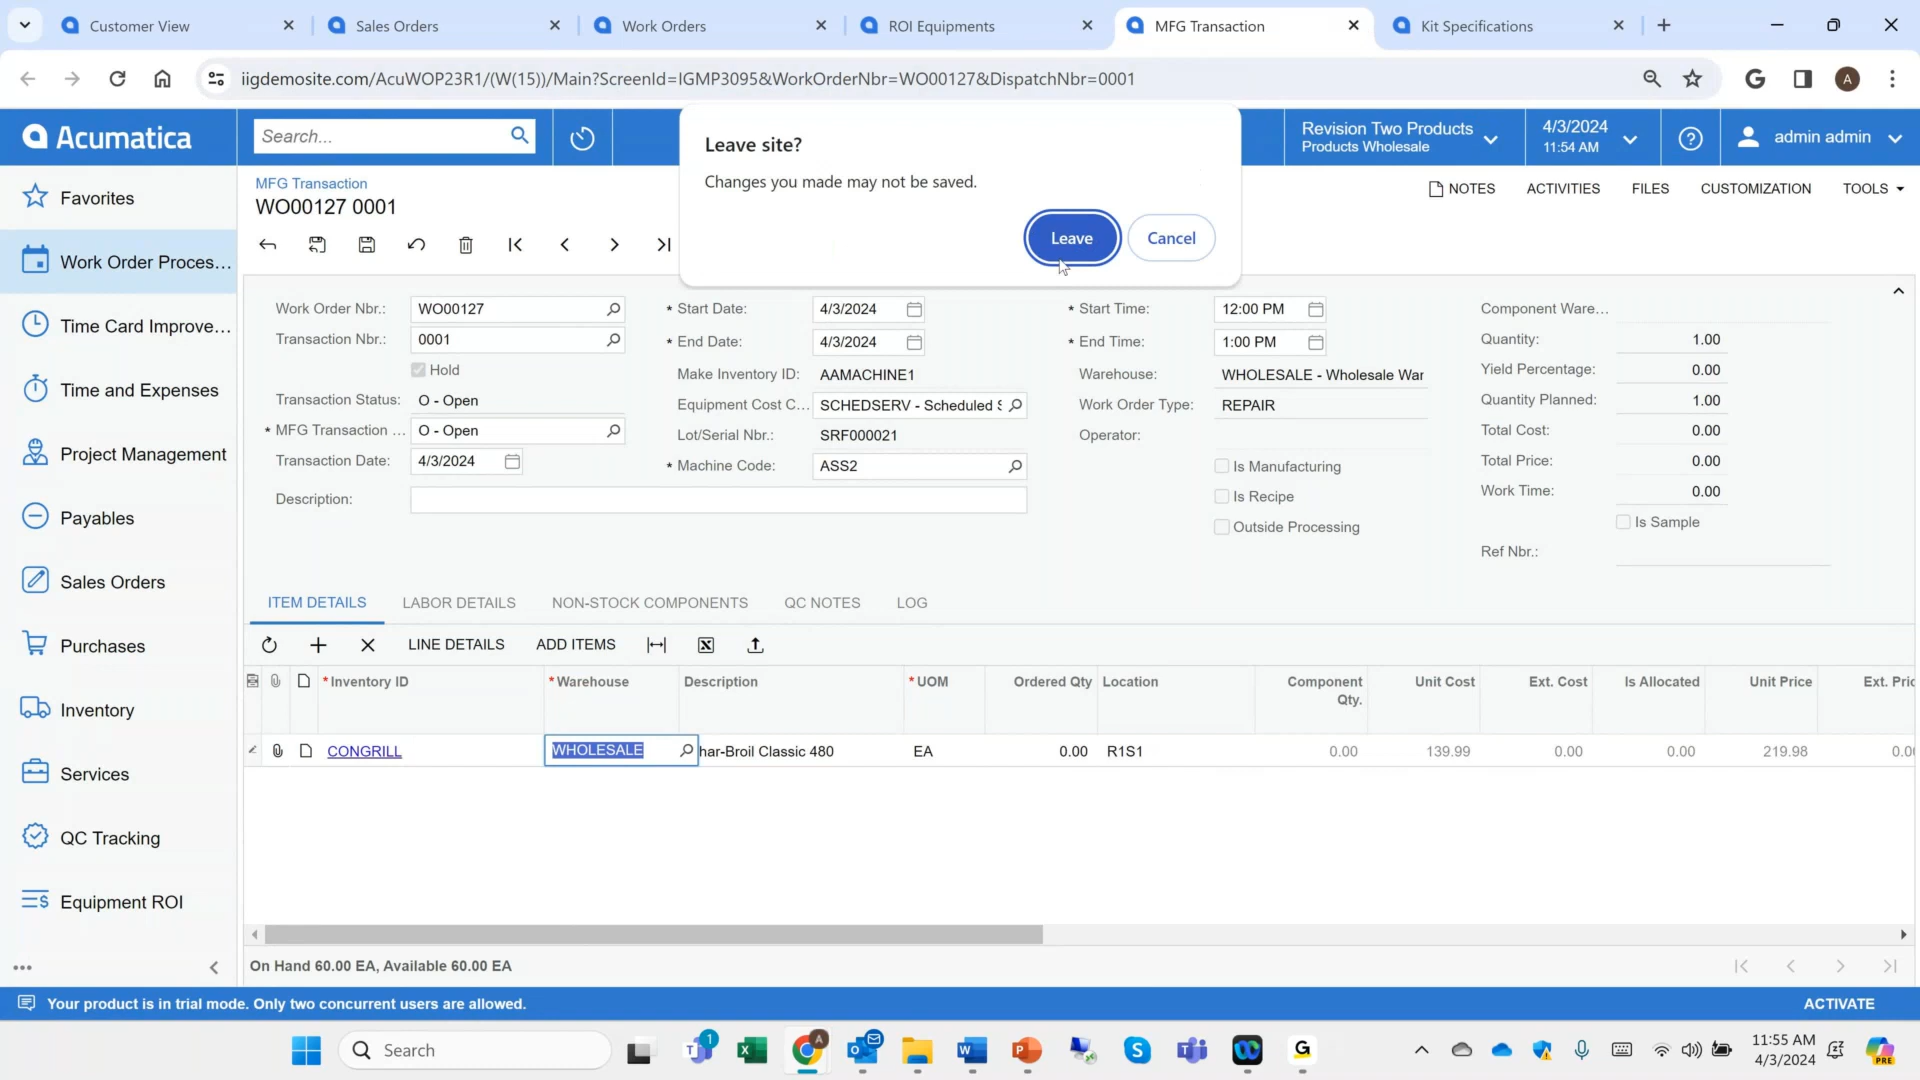 Customer View
Sales Orders
Work Orders
ROI Equipments
MFG Transaction
Kit Specifications
iigdemosite.com/AcuWOP23R1/(W(15))/Main?ScreenId=IGMP3095&WorkOrderNbr=WO00127&DispatchNbr=0001
A
Acumatica
Search...
Leave site?
Changes you made may not be saved.
Leave
Cancel
Revision Two Products
Products Wholesale
4/3/2024
11:54 AM
admin admin
Favorites
Work Order Proces...
Time Card Improve...
Time and Expenses
Project Management
Payables
Sales Orders
Purchases
Inventory
Services
QC Tracking
Equipment ROI
MFG Transaction
WO00127 0001
NOTES
ACTIVITIES
FILES
CUSTOMIZATION
TOOLS
Work Order Nbr.: WO00127
Transaction Nbr.: 0001
Hold
Transaction Status: O - Open
* MFG Transaction ... O - Open
Transaction Date: 4/3/2024
Description:
* Start Date: 4/3/2024
* End Date: 4/3/2024
Make Inventory ID: AAMACHINE1
Equipment Cost C... SCHEDSERV - Scheduled S
Lot/Serial Nbr.: SRF000021
* Machine Code: ASS2
* Start Time: 12:00 PM
* End Time: 1:00 PM
Warehouse: WHOLESALE - Wholesale War
Work Order Type: REPAIR
Operator:
Is Manufacturing
Is Recipe
Outside Processing
Component Ware...
Quantity: 1.00
Yield Percentage: 0.00
Quantity Planned: 1.00
Total Cost: 0.00
Total Price: 0.00
Work Time: 0.00
Is Sample
Ref Nbr.:
ITEM DETAILS
LABOR DETAILS
NON-STOCK COMPONENTS
QC NOTES
LOG
LINE DETAILS
ADD ITEMS
* Inventory ID
* Warehouse
Description
* UOM
Ordered Qty
Location
Component
Qty.
Unit Cost
Ext. Cost
Is Allocated
Unit Price
Ext. Pric
CONGRILL
WHOLESALE
har-Broil Classic 480
EA
0.00
R1S1
0.00
139.99
0.00
0.00
219.98
0.0
On Hand 60.00 EA, Available 60.00 EA
Your product is in trial mode. Only two concurrent users are allowed.
ACTIVATE
Search
1
A
11:55 AM
4/3/2024
PRE